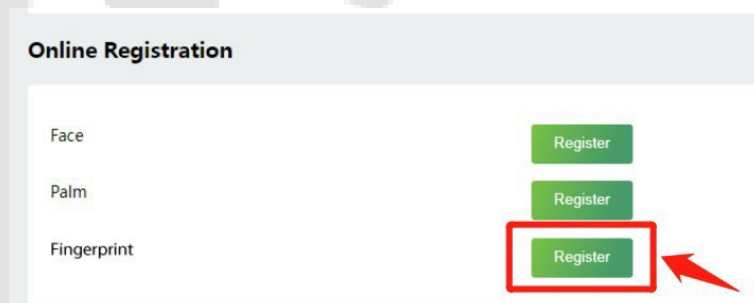 Online Registration
Face
Register
Palm
Register
Fingerprint
Register